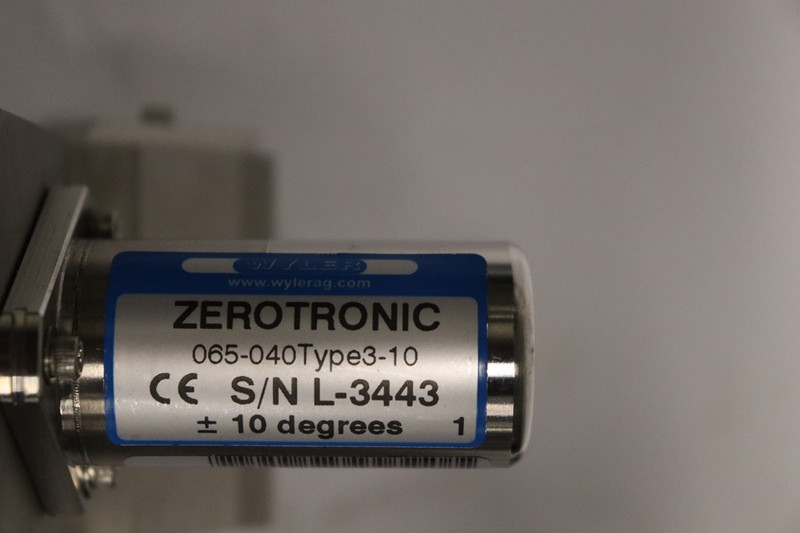 WYLER
www.wylerag.com
ZEROTRONIC
065-040Type3-10
CE S/N L-3443
± 10 degrees 1